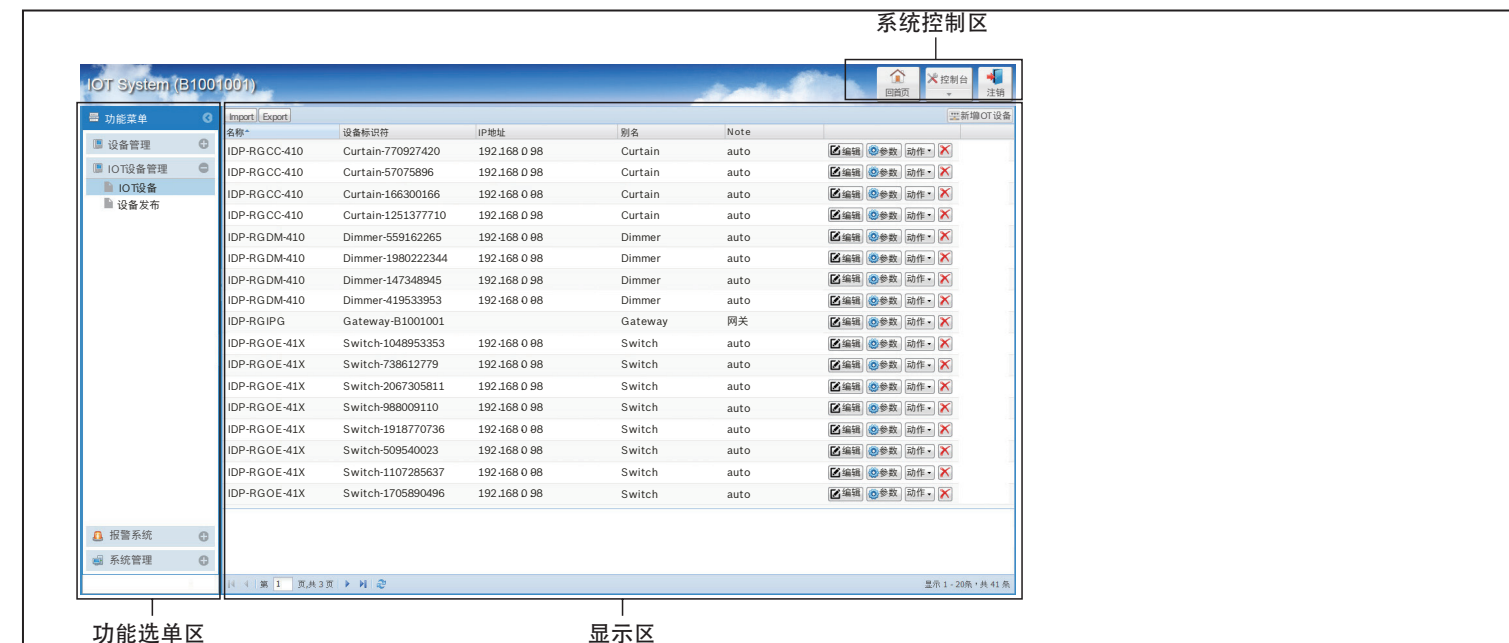 系统控制区
IOT System (B1001001)
回首页 控制台 注销
功能菜单
设备管理
IOT设备管理
IOT设备
设备发布
报警系统
系统管理
Import Export 新增IOT设备
名称 设备标识符 IP地址 别名 Note
IDP-RGCC-410 Curtain-770927420 192.168.0.98 Curtain auto 编辑 参数 动作
IDP-RGCC-410 Curtain-57075896 192.168.0.98 Curtain auto 编辑 参数 动作
IDP-RGCC-410 Curtain-166300166 192.168.0.98 Curtain auto 编辑 参数 动作
IDP-RGCC-410 Curtain-1251377710 192.168.0.98 Curtain auto 编辑 参数 动作
IDP-RGDM-410 Dimmer-559162265 192.168.0.98 Dimmer auto 编辑 参数 动作
IDP-RGDM-410 Dimmer-1980222344 192.168.0.98 Dimmer auto 编辑 参数 动作
IDP-RGDM-410 Dimmer-147348945 192.168.0.98 Dimmer auto 编辑 参数 动作
IDP-RGDM-410 Dimmer-419533953 192.168.0.98 Dimmer auto 编辑 参数 动作
IDP-RGIPG Gateway-B1001001 Gateway 网关 编辑 参数 动作
IDP-RGOE-41X Switch-1048953353 192.168.0.98 Switch auto 编辑 参数 动作
IDP-RGOE-41X Switch-738612779 192.168.0.98 Switch auto 编辑 参数 动作
IDP-RGOE-41X Switch-2067305811 192.168.0.98 Switch auto 编辑 参数 动作
IDP-RGOE-41X Switch-988009110 192.168.0.98 Switch auto 编辑 参数 动作
IDP-RGOE-41X Switch-1918770736 192.168.0.98 Switch auto 编辑 参数 动作
IDP-RGOE-41X Switch-509540023 192.168.0.98 Switch auto 编辑 参数 动作
IDP-RGOE-41X Switch-1107285637 192.168.0.98 Switch auto 编辑 参数 动作
IDP-RGOE-41X Switch-1705890496 192.168.0.98 Switch auto 编辑 参数 动作
第 1 页,共 3 页 显示 1 - 20条，共 41 条
功能选单区 显示区